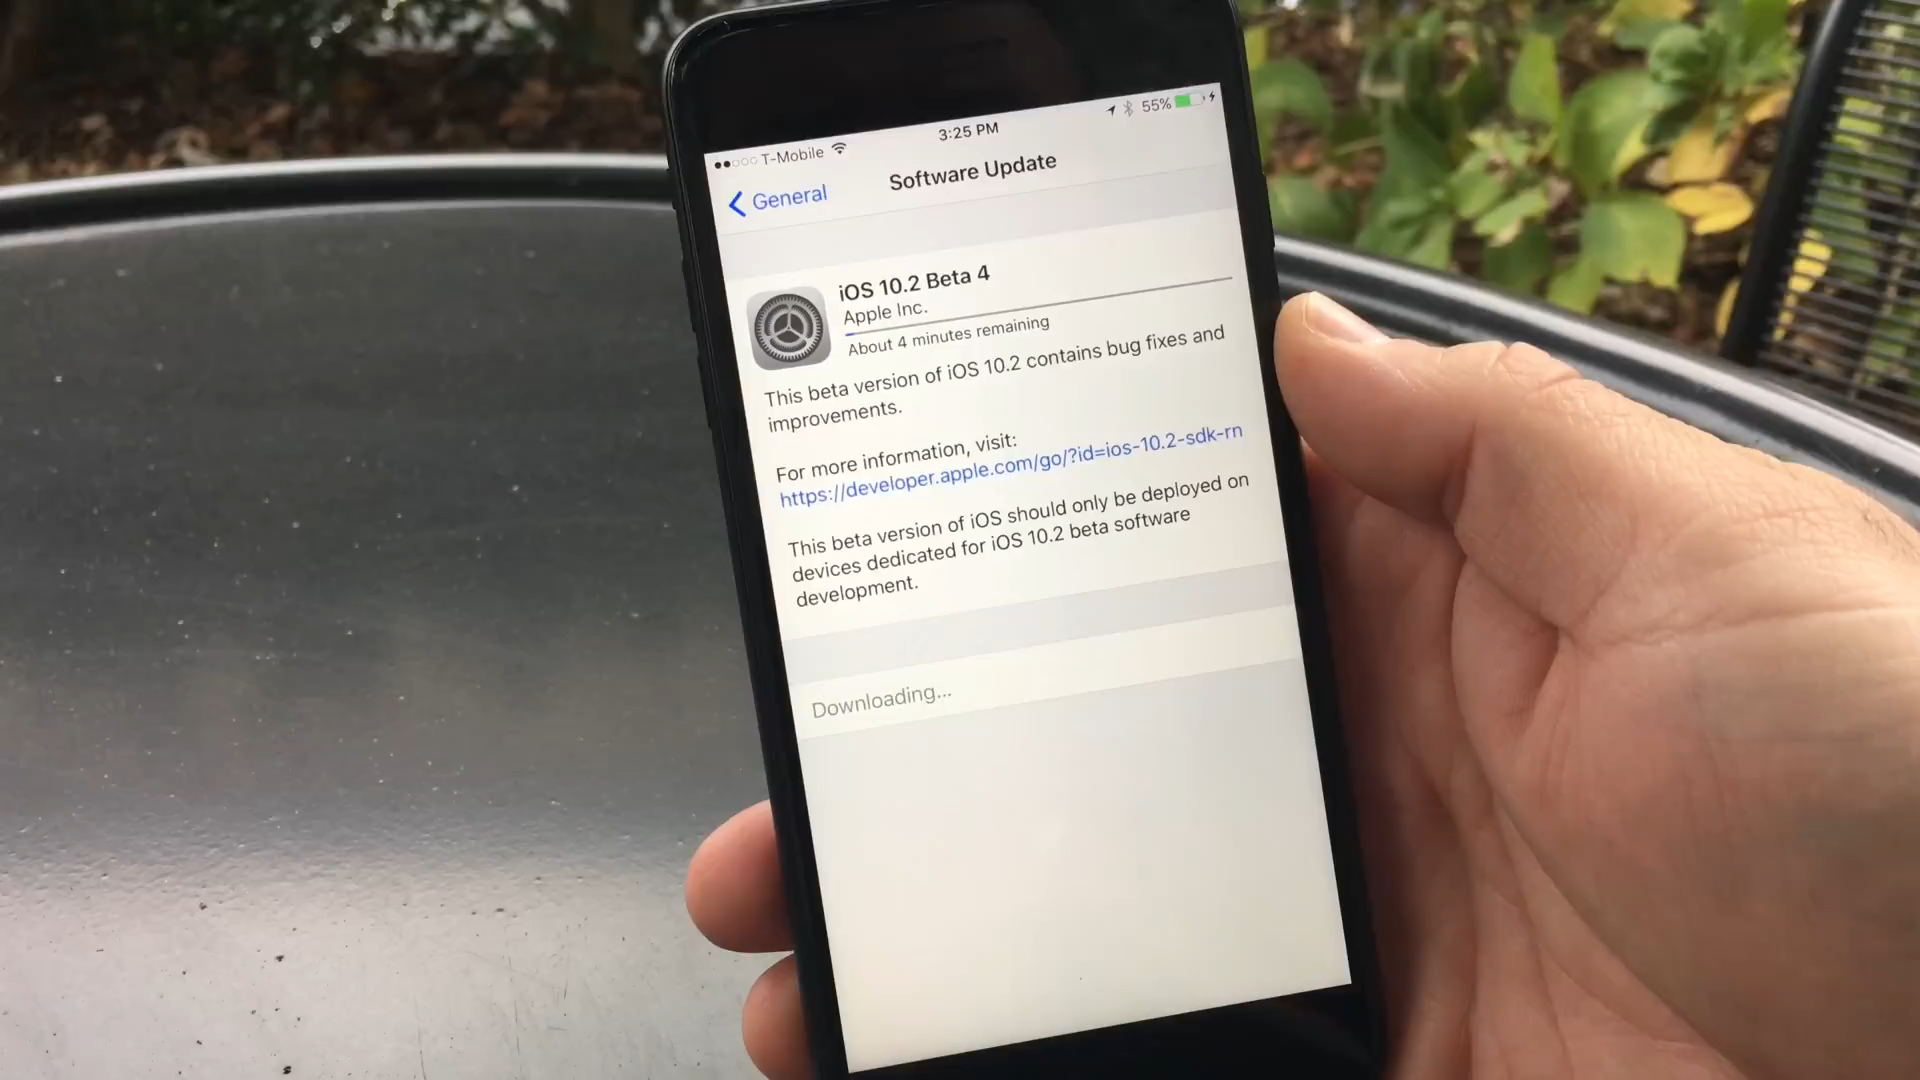 T-Mobile 3:25 PM 55%
General Software Update
iOS 10.2 Beta 4
Apple Inc.
About 4 minutes remaining
This beta version of iOS 10.2 contains bug fixes and
improvements.
For more information, visit:
https://developer.apple.com/go/?id=ios-10.2-sdk-rn
This beta version of iOS should only be deployed on
devices dedicated for iOS 10.2 beta software
development.
Downloading...